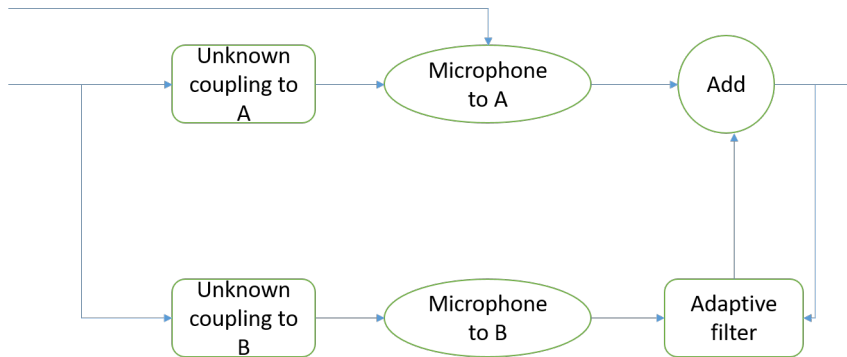 Unknown
coupling to
A
Microphone
to A
Add
Unknown
coupling to
B
Microphone
to B
Adaptive
filter